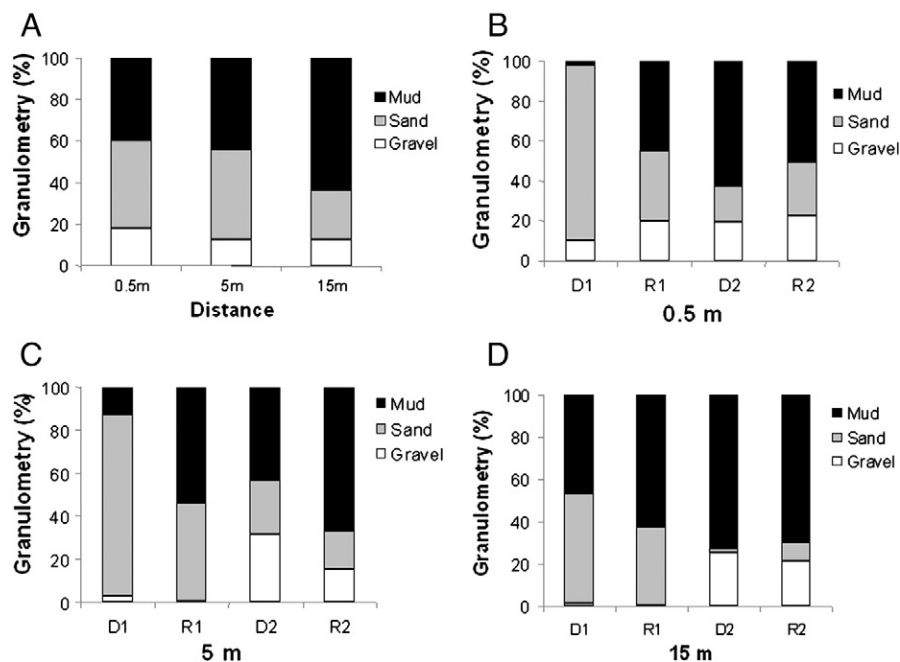 A
Granulometry (%)
100
80
60
40
20
0
0.5m 5m 15m
Distance
Mud
Sand
Gravel
B
Granulometry (%)
100
80
60
40
20
0
D1 R1 D2 R2
0.5 m
Mud
Sand
Gravel
C
Granulometry (%)
100
80
60
40
20
0
D1 R1 D2 R2
5 m
Mud
Sand
Gravel
D
Granulometry (%)
100
80
60
40
20
0
D1 R1 D2 R2
15 m
Mud
Sand
Gravel